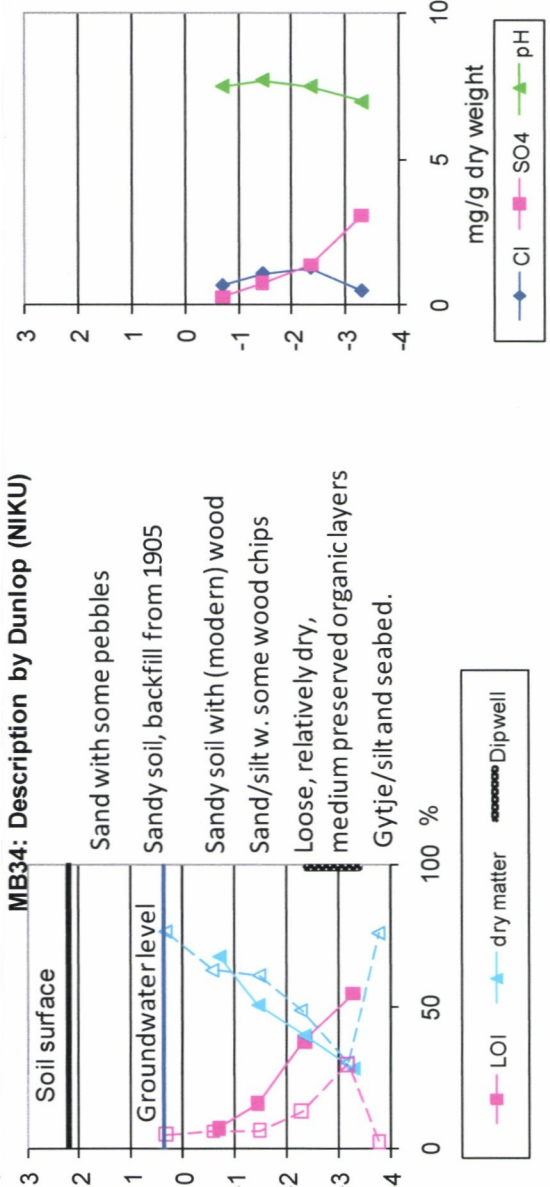 MB34: Description by Dunlop (NIKU)
3
2
1
0
-1
-2
-3
-4
Soil surface
Groundwater level
Sand with some pebbles
Sandy soil, backfill from 1905
Sandy soil with (modern) wood
Sand/silt w. some wood chips
Loose, relatively dry,
medium preserved organic layers
Gytje/silt and seabed.
0 50 100 %
LOI dry matter Dipwell
3
2
1
0
-1
-2
-3
-4
0 5 10
mg/g dry weight
Cl SO4 pH